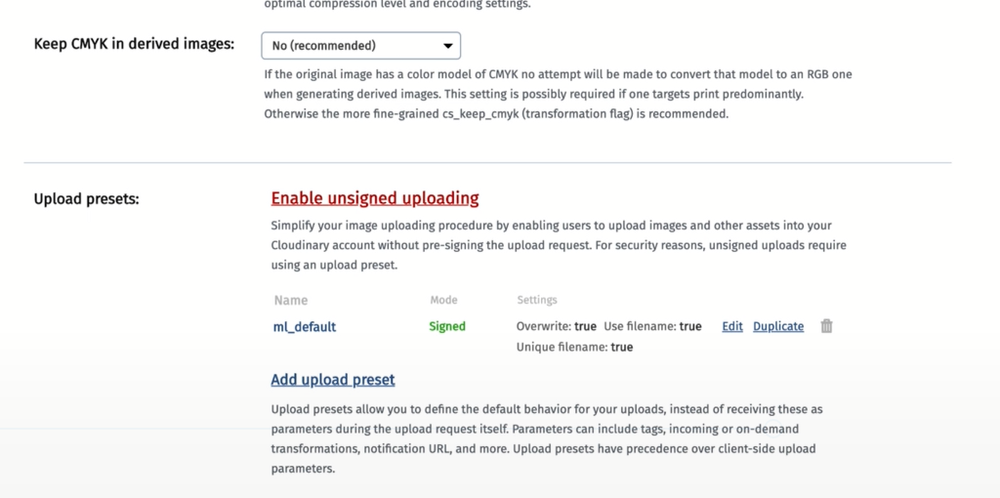 optimal compression level and encoding settings.
Keep CMYK in derived images:
No (recommended)
If the original image has a color model of CMYK no attempt will be made to convert that model to an RGB one
when generating derived images. This setting is possibly required if one targets print predominantly.
Otherwise the more fine-grained cs_keep_cmyk (transformation flag) is recommended.
Upload presets:
Enable unsigned uploading
Simplify your image uploading procedure by enabling users to upload images and other assets into your
Cloudinary account without pre-signing the upload request. For security reasons, unsigned uploads require
using an upload preset.
Name Mode Settings
ml_default Signed Overwrite: true Use filename: true Edit Duplicate
Unique filename: true
Add upload preset
Upload presets allow you to define the default behavior for your uploads, instead of receiving these as
parameters during the upload request itself. Parameters can include tags, incoming or on-demand
transformations, notification URL, and more. Upload presets have precedence over client-side upload
parameters.